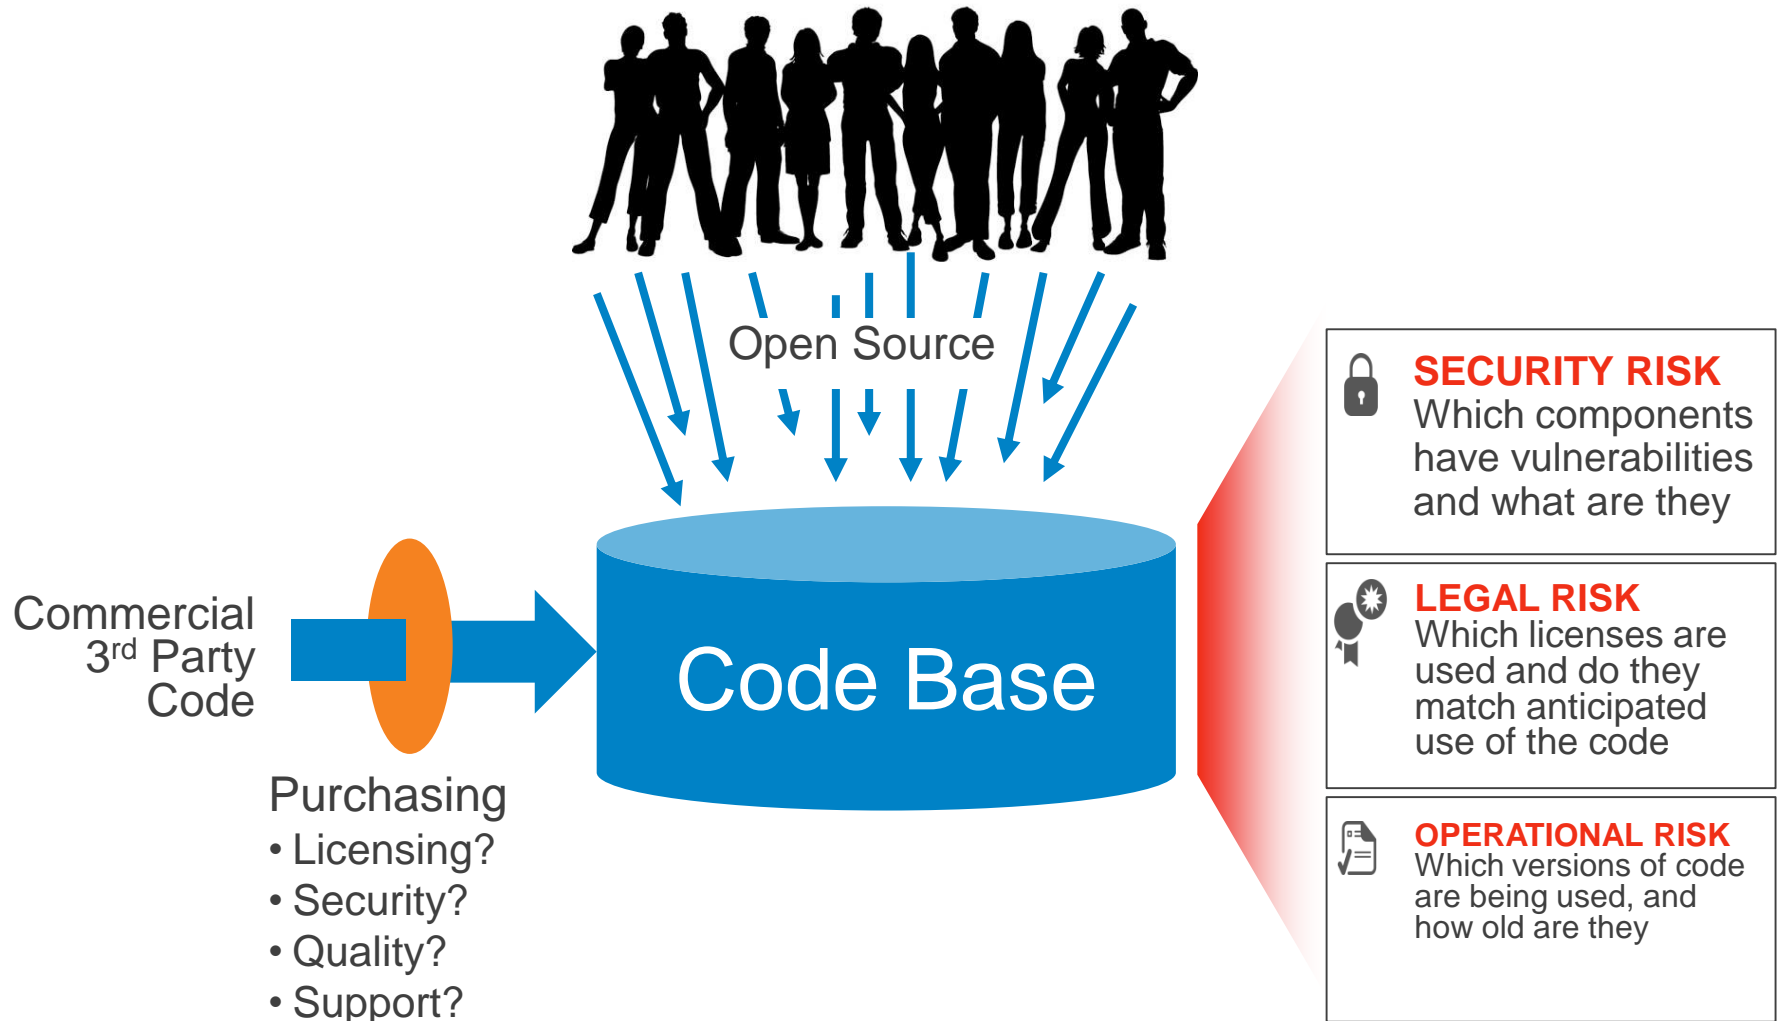 Open Source
Commercial
3rd Party
Code
Code Base
Purchasing
• Licensing?
• Security?
• Quality?
• Support?
SECURITY RISK
Which components
have vulnerabilities
and what are they
LEGAL RISK
Which licenses are
used and do they
match anticipated
use of the code
OPERATIONAL RISK
Which versions of code
are being used, and
how old are they